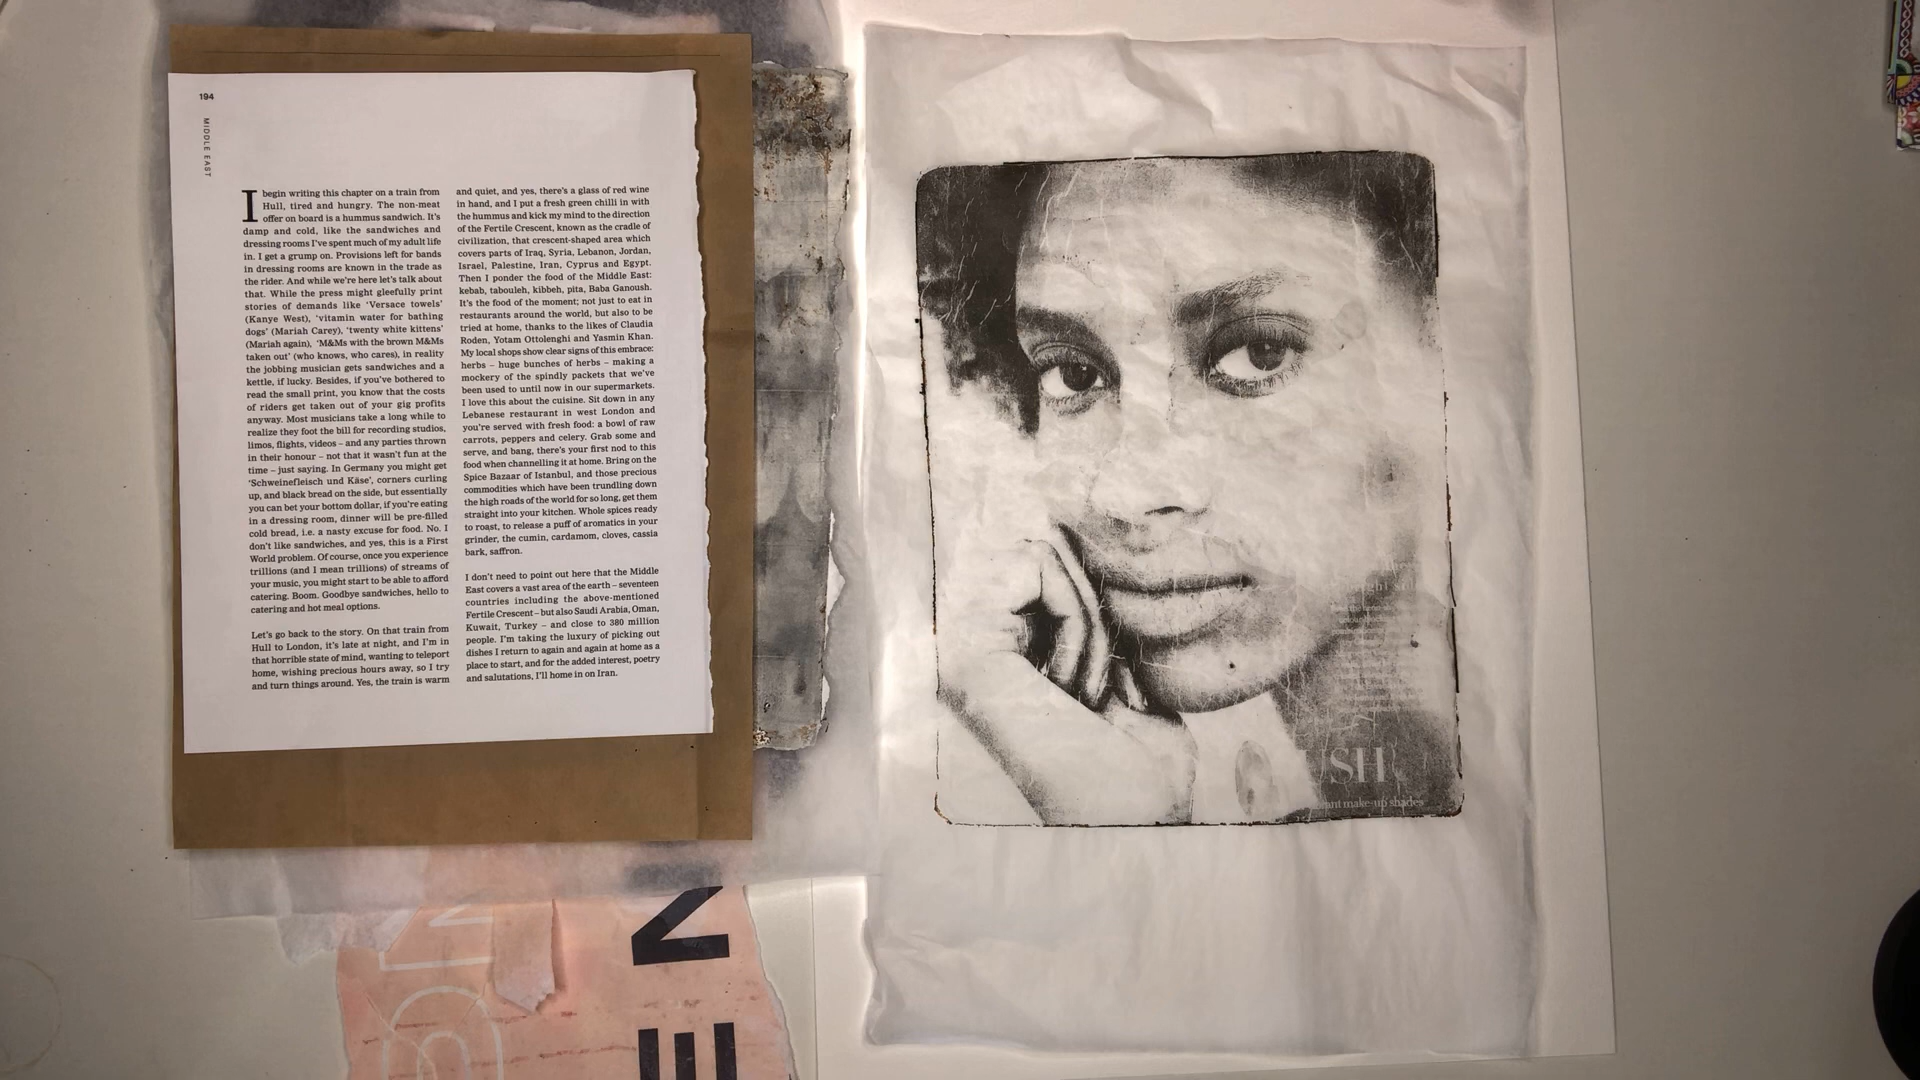 194
MIDDLE EAST
I begin writing this chapter on a train from
Hull, tired and hungry. The non-meat
offer on board is a hummus sandwich. It's
damp and cold, like the sandwiches and
dressing rooms I've spent much of my adult life
in. I get a grump on. Provisions left for bands
in dressing rooms are known in the trade as
the rider. And while we're here let's talk about
that. While the press might gleefully print
stories of demands like 'Versace towels'
(Kanye West), 'vitamin water for bathing
dogs' (Mariah Carey), 'twenty white kittens'
(Mariah again), 'M&Ms with the brown M&Ms
taken out' (who knows, who cares), in reality
the jobbing musician gets sandwiches and a
kettle, if lucky. Besides, if you've bothered to
read the small print, you know that the costs
of riders get taken out of your gig profits
anyway. Most musicians take a long while to
realize they foot the bill for recording studios,
limos, flights, videos – and any parties thrown
in their honour – not that it wasn't fun at the
time – just saying. In Germany you might get
'Schweinefleisch und Käse', corners curling
up, and black bread on the side, but essentially
you can bet your bottom dollar, if you're eating
in a dressing room, dinner will be pre-filled
cold bread, i.e. a nasty excuse for food. No. I
don't like sandwiches, and yes, this is a First
World problem. Of course, once you experience
trillions (and I mean trillions) of streams of
your music, you might start to be able to afford
catering. Boom. Goodbye sandwiches, hello to
catering and hot meal options.
Let's go back to the story. On that train from
Hull to London, it's late at night, and I'm in
that horrible state of mind, wanting to teleport
home, wishing precious hours away, so I try
and turn things around. Yes, the train is warm
and quiet, and yes, there's a glass of red wine
in hand, and I put a fresh green chilli in with
the hummus and kick my mind to the direction
of the Fertile Crescent, known as the cradle of
civilization, that crescent-shaped area which
covers parts of Iraq, Syria, Lebanon, Jordan,
Israel, Palestine, Iran, Cyprus and Egypt.
Then I ponder the food of the Middle East:
kebab, tabouleh, kibbeh, pita, Baba Ganoush.
It's the food of the moment; not just to eat in
restaurants around the world, but also to be
tried at home, thanks to the likes of Claudia
Roden, Yotam Ottolenghi and Yasmin Khan.
My local shops show clear signs of this embrace:
herbs – huge bunches of herbs – making a
mockery of the spindly packets that we've
been used to until now in our supermarkets.
I love this about the cuisine. Sit down in any
Lebanese restaurant in west London and
you're served with fresh food: a bowl of raw
carrots, peppers and celery. Grab some and
serve, and bang, there's your first nod to this
food when channelling it at home. Bring on the
Spice Bazaar of Istanbul, and those precious
commodities which have been trundling down
the high roads of the world for so long, get them
straight into your kitchen. Whole spices ready
to roast, to release a puff of aromatics in your
grinder, the cumin, cardamom, cloves, cassia
bark, saffron.
I don't need to point out here that the Middle
East covers a vast area of the earth – seventeen
countries including the above-mentioned
Fertile Crescent – but also Saudi Arabia, Oman,
Kuwait, Turkey – and close to 380 million
people. I'm taking the luxury of picking out
dishes I return to again and again at home as a
place to start, and for the added interest, poetry
and salutations, I'll home in on Iran.
USH
make-up shades